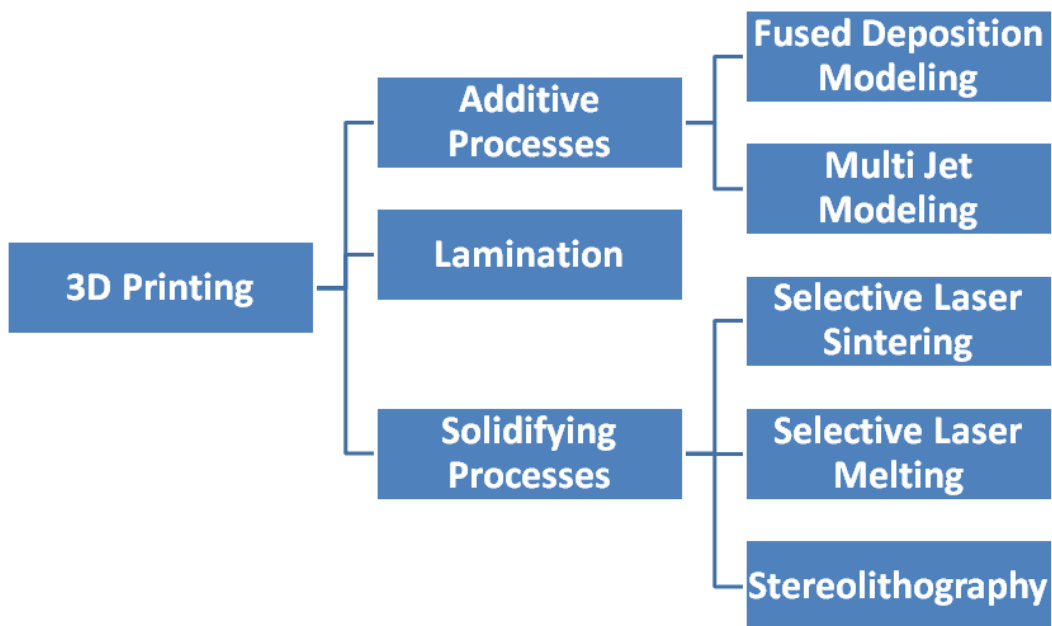 3D Printing
Additive
Processes
Lamination
Solidifying
Processes
Fused Deposition
Modeling
Multi Jet
Modeling
Selective Laser
Sintering
Selective Laser
Melting
Stereolithography